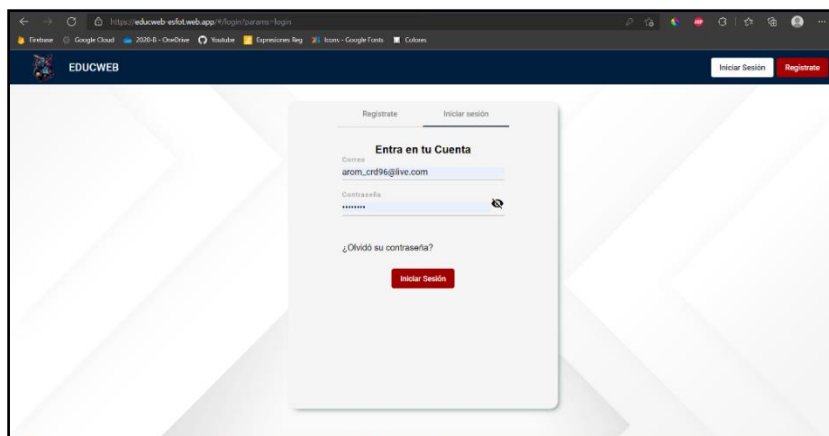 https://educweb-esfot.web.app/#/login?params=login
Firebase Google Cloud 2020-B - OneDrive Youtube Expresiones Reg Icons - Google Fonts Colores
EDUCWEB Iniciar Sesión Registrate
Registrate Iniciar sesión
Entra en tu Cuenta
Correo
arom_crd96@live.com
Contraseña
••••••••
¿Olvidó su contraseña?
Iniciar Sesión